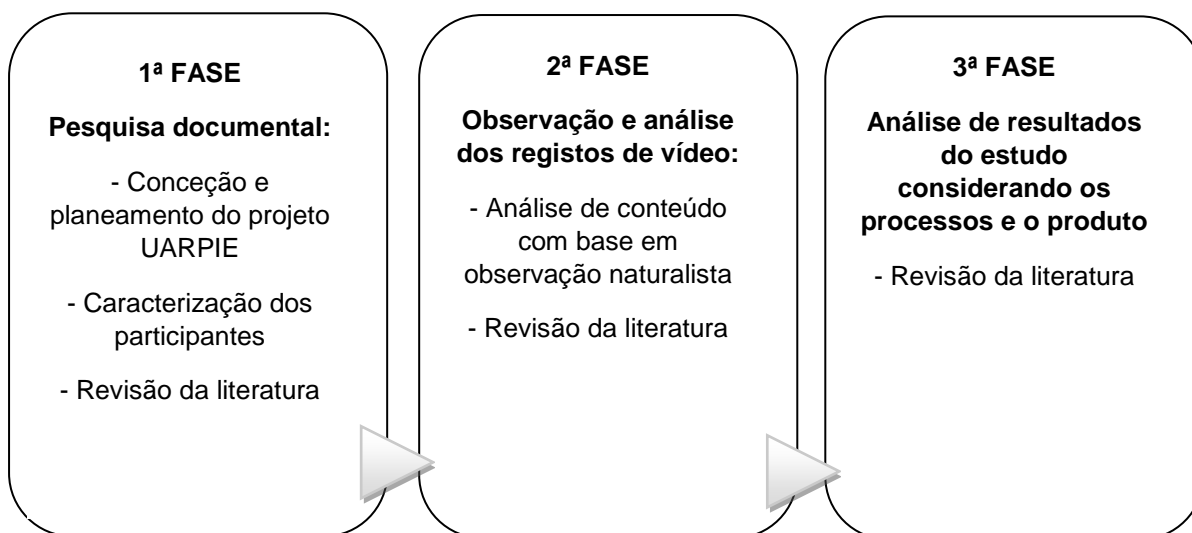 1ª FASE
Pesquisa documental:
- Conceção e
planeamento do projeto
UARPIE
- Caracterização dos
participantes
- Revisão da literatura
2ª FASE
Observação e análise
dos registos de vídeo:
- Análise de conteúdo
com base em
observação naturalista
- Revisão da literatura
3ª FASE
Análise de resultados
do estudo
considerando os
processos e o produto
- Revisão da literatura